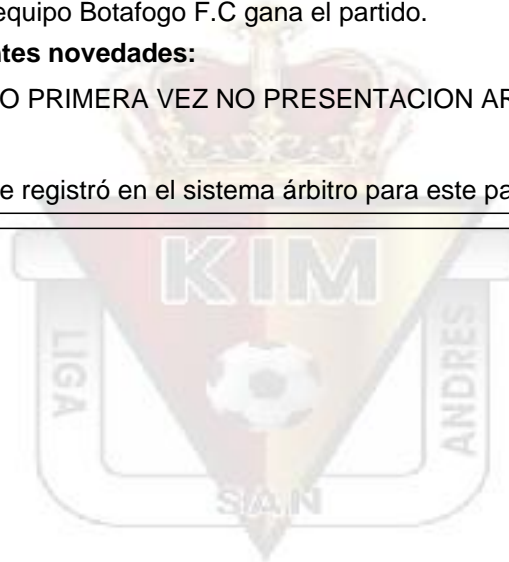 equipo Botafogo F.C gana el partido.
ntes novedades:
O PRIMERA VEZ NO PRESENTACION AR
e registró en el sistema árbitro para este pa
KIM
LIGA
ANDRES
SAN